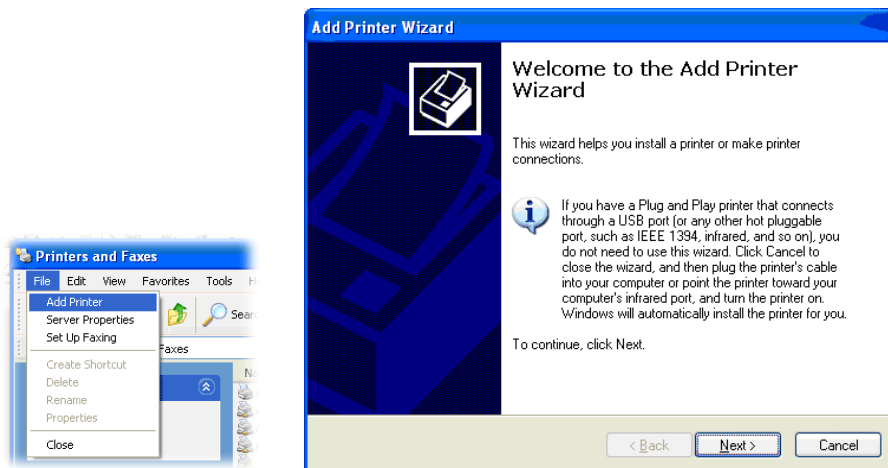 Printers and Faxes
File Edit View Favorites Tools
Add Printer
Server Properties
Set Up Faxing
Create Shortcut
Delete
Rename
Properties
Close
Sear
Faxes
Na
Add Printer Wizard
Welcome to the Add Printer
Wizard
This wizard helps you install a printer or make printer
connections.
If you have a Plug and Play printer that connects
through a USB port (or any other hot pluggable
port, such as IEEE 1394, infrared, and so on), you
do not need to use this wizard. Click Cancel to
close the wizard, and then plug the printer's cable
into your computer or point the printer toward your
computer's infrared port, and turn the printer on.
Windows will automatically install the printer for you.
To continue, click Next.
< Back Next > Cancel